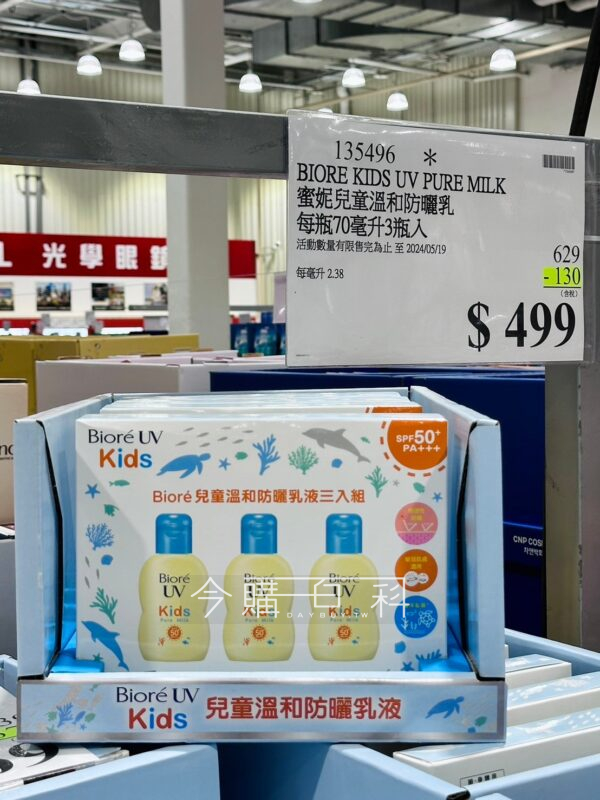 135496 *
BIORE KIDS UV PURE MILK
蜜妮兒童溫和防曬乳
每瓶70毫升3瓶入
活動數量有限售完為止 至 2024/05/19
每毫升 2.38
629
- 130
(含稅)
$ 499
L 光學眼鏡
Bioré UV
Kids
SPF50+
PA+++
Bioré 兒童溫和防曬乳液三入組
Bioré
UV
Kids
Pure Milk
50+
Bioré
UV
Kids
Pure Milk
50+
Bioré
UV
Kids
Pure Milk
50+
今購百科
CNP COS
Bioré UV
Kids 兒童溫和防曬乳液